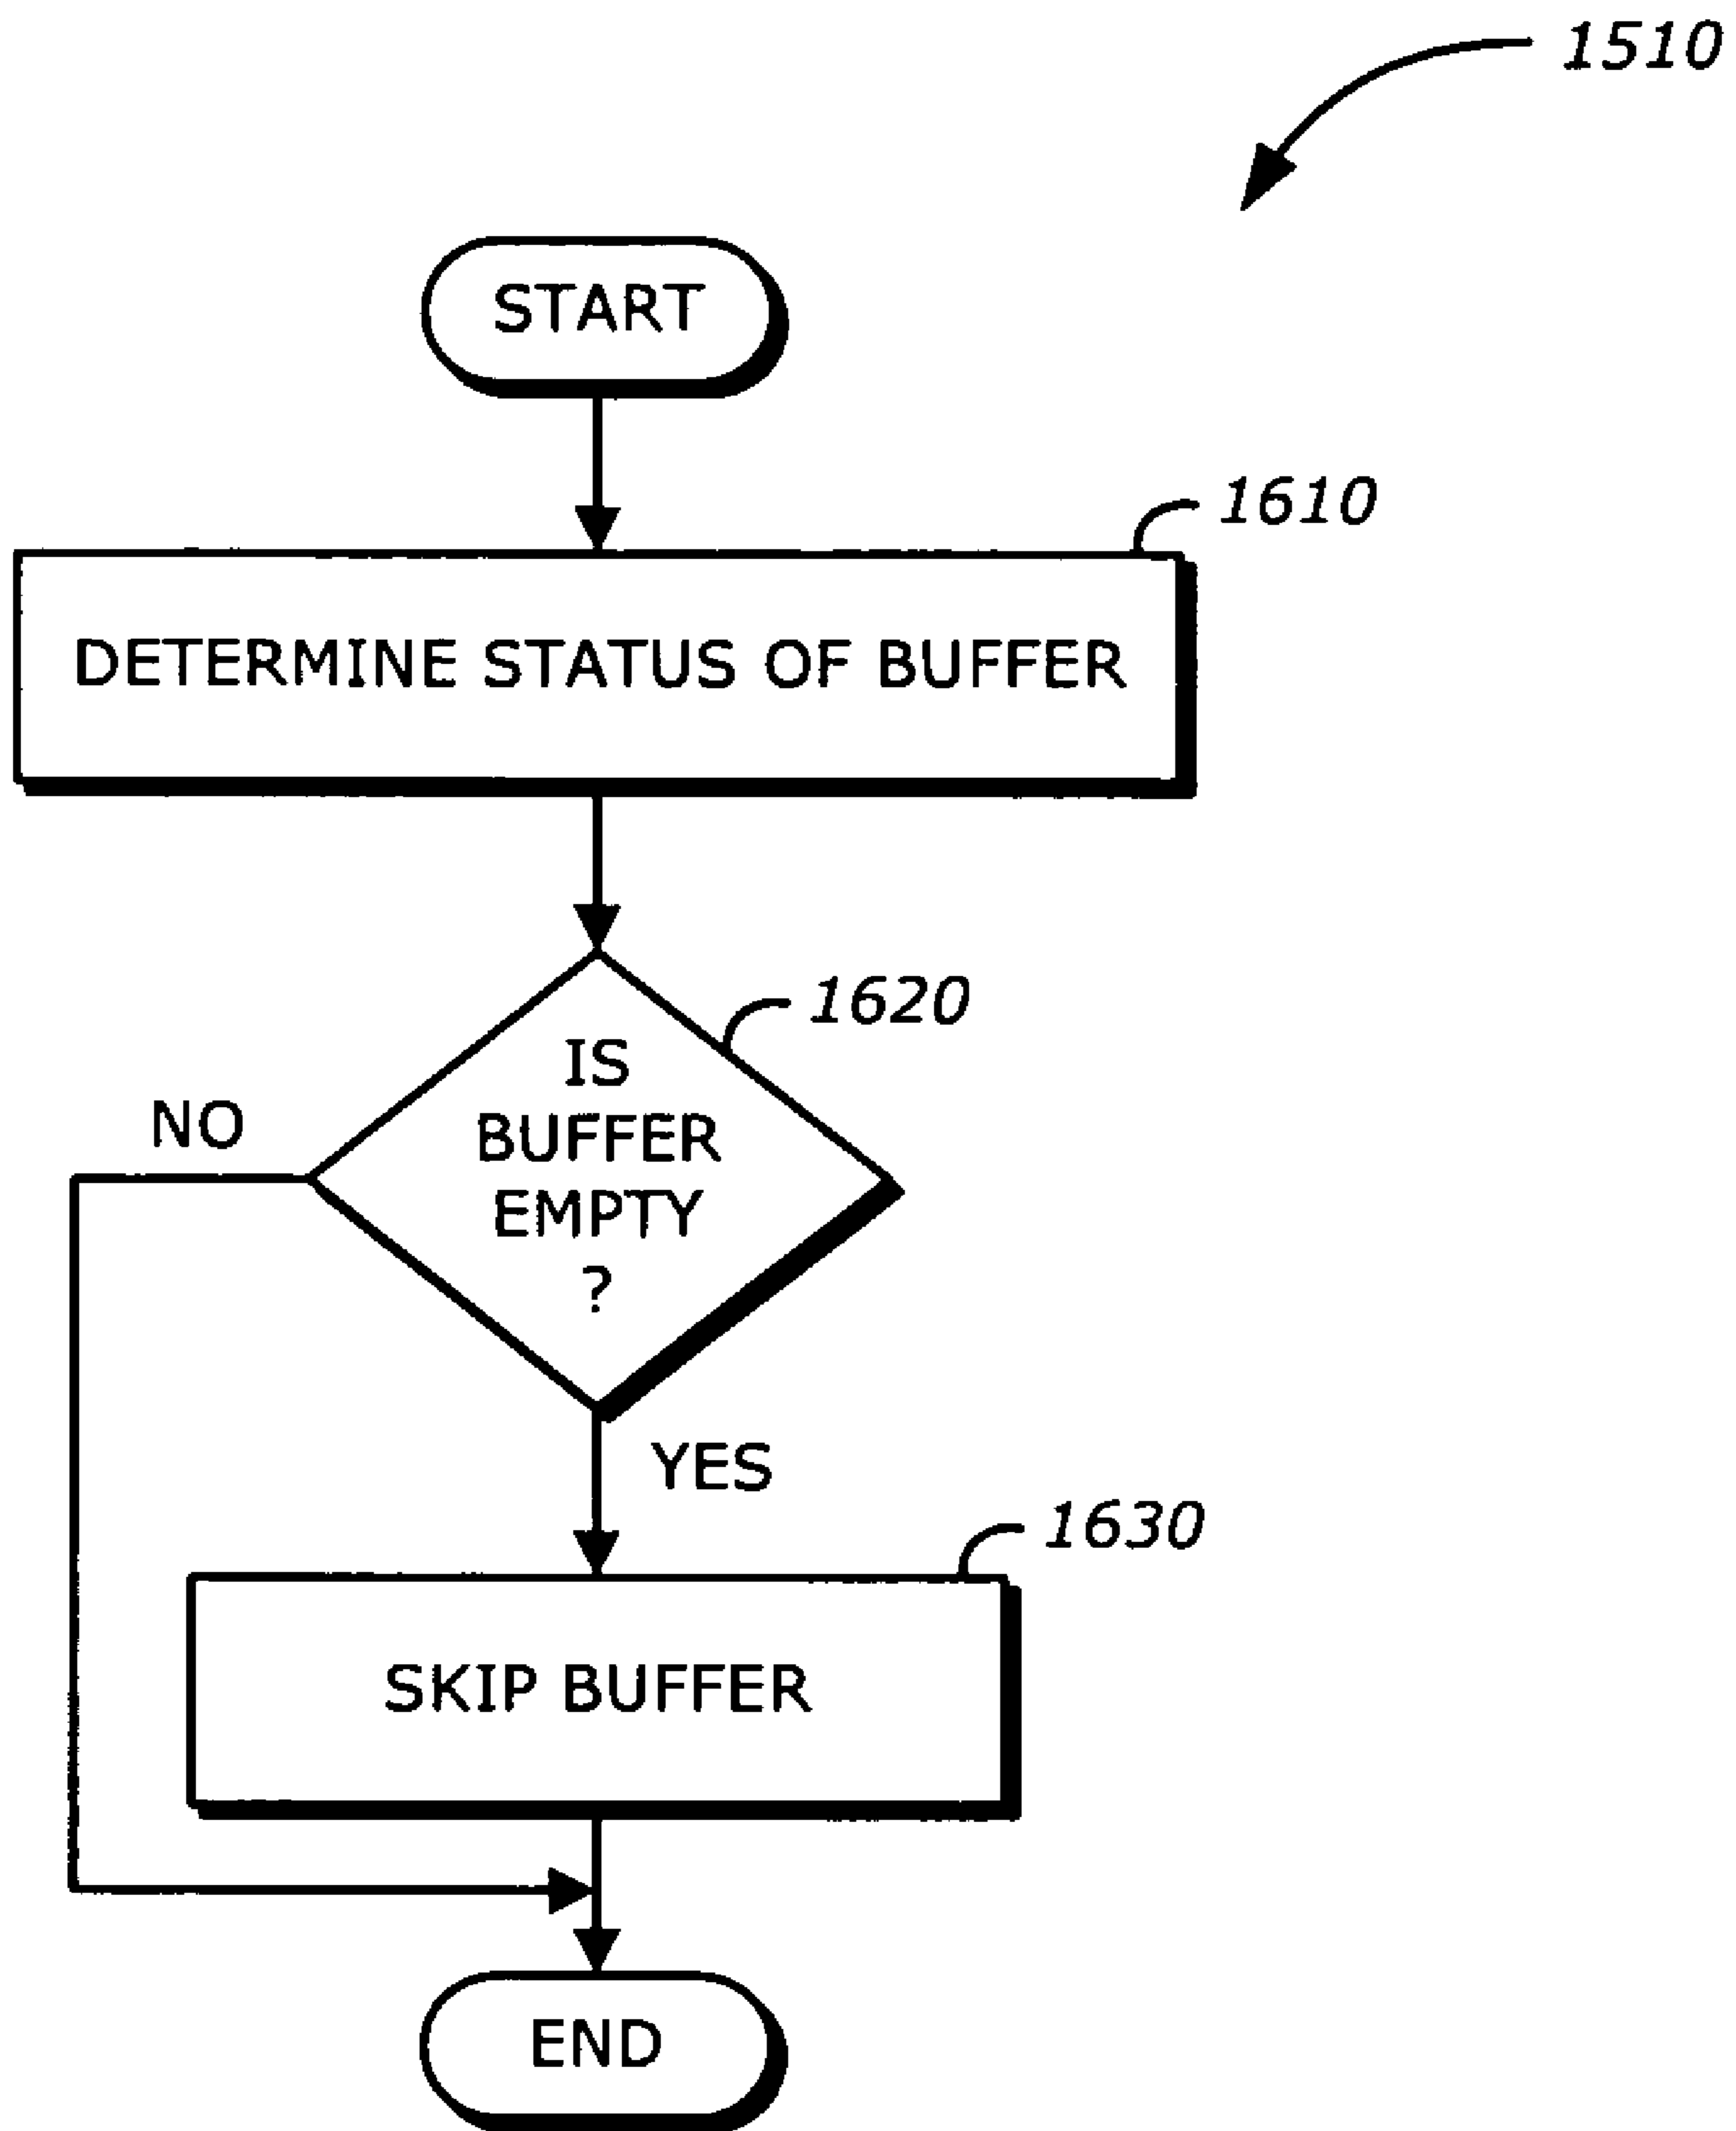 1510
START
1610
DETERMINE STATUS OF BUFFER
1620
IS
BUFFER
EMPTY
?
NO
YES
1630
SKIP BUFFER
END